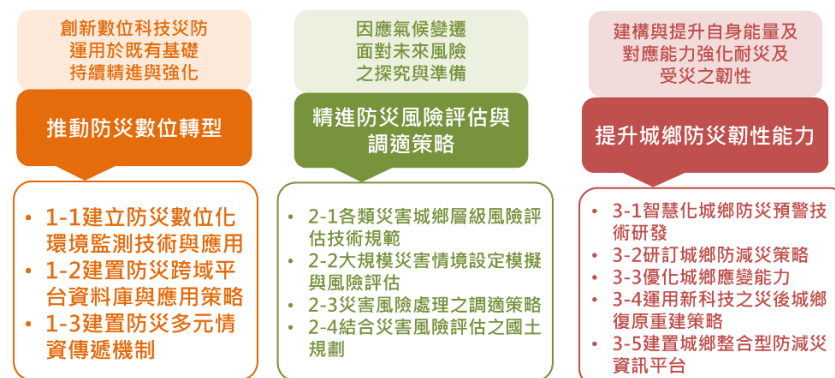 創新數位科技災防
運用於既有基礎
持續精進與強化
推動防災數位轉型
• 1-1建立防災數位化
環境監測技術與應用
• 1-2建置防災跨域平
台資料庫與應用策略
• 1-3建置防災多元情
資傳遞機制
因應氣候變遷
面對未來風險
之探究與準備
精進防災風險評估與
調適策略
• 2-1各類災害城鄉層級風險評
估技術規範
• 2-2大規模災害情境設定模擬
與風險評估
• 2-3災害風險處理之調適策略
• 2-4結合災害風險評估之國土
規劃
建構與提升自身能量及
對應能力強化耐災及
受災之韌性
提升城鄉防災韌性能力
• 3-1智慧化城鄉防災預警技
術研發
• 3-2研訂城鄉防減災策略
• 3-3優化城鄉應變能力
• 3-4運用新科技之災後城鄉
復原重建策略
• 3-5建置城鄉整合型防減災
資訊平台